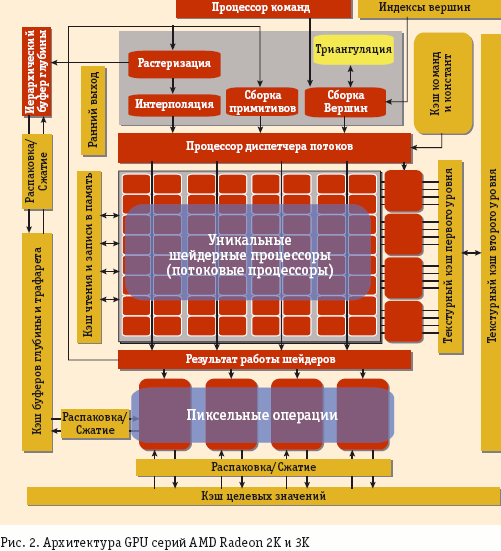 Процессор команд
Индексы вершин
Иерархический
буфер глубины
Растеризация
Триангуляция
Ранний выход
Интерполяция
Сборка
примитивов
Сборка
Вершин
Кэш команд
и констант
Распаковка/
Сжатие
Процессор диспетчера потоков
Кэш чтения и записи в память
Уникальные
шейдерные процессоры
(потоковые процессоры)
Текстурный кэш первого уровня
Текстурный кэш второго уровня
Кэш буферов глубины и трафарета
Результат работы шейдеров
Распаковка/
Сжатие
Пиксельные операции
Распаковка/Сжатие
Кэш целевых значений
Рис. 2. Архитектура GPU серий AMD Radeon 2К и 3К